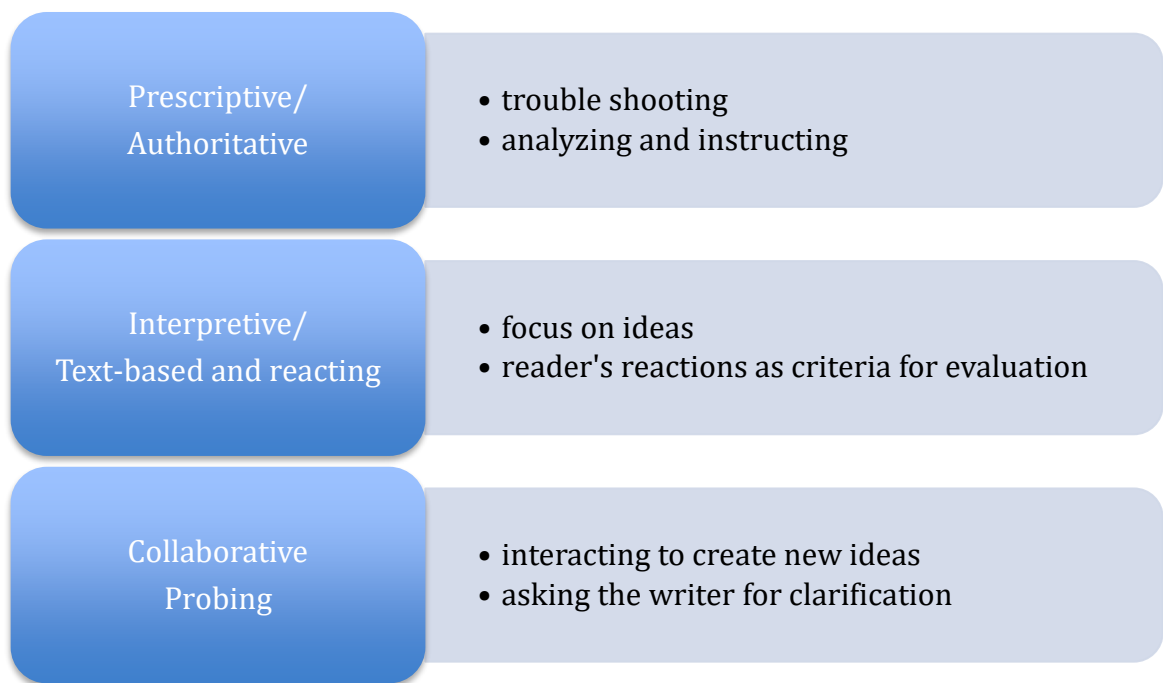 Prescriptive/
Authoritative
• trouble shooting
• analyzing and instructing
Interpretive/
Text-based and reacting
• focus on ideas
• reader's reactions as criteria for evaluation
Collaborative
Probing
• interacting to create new ideas
• asking the writer for clarification